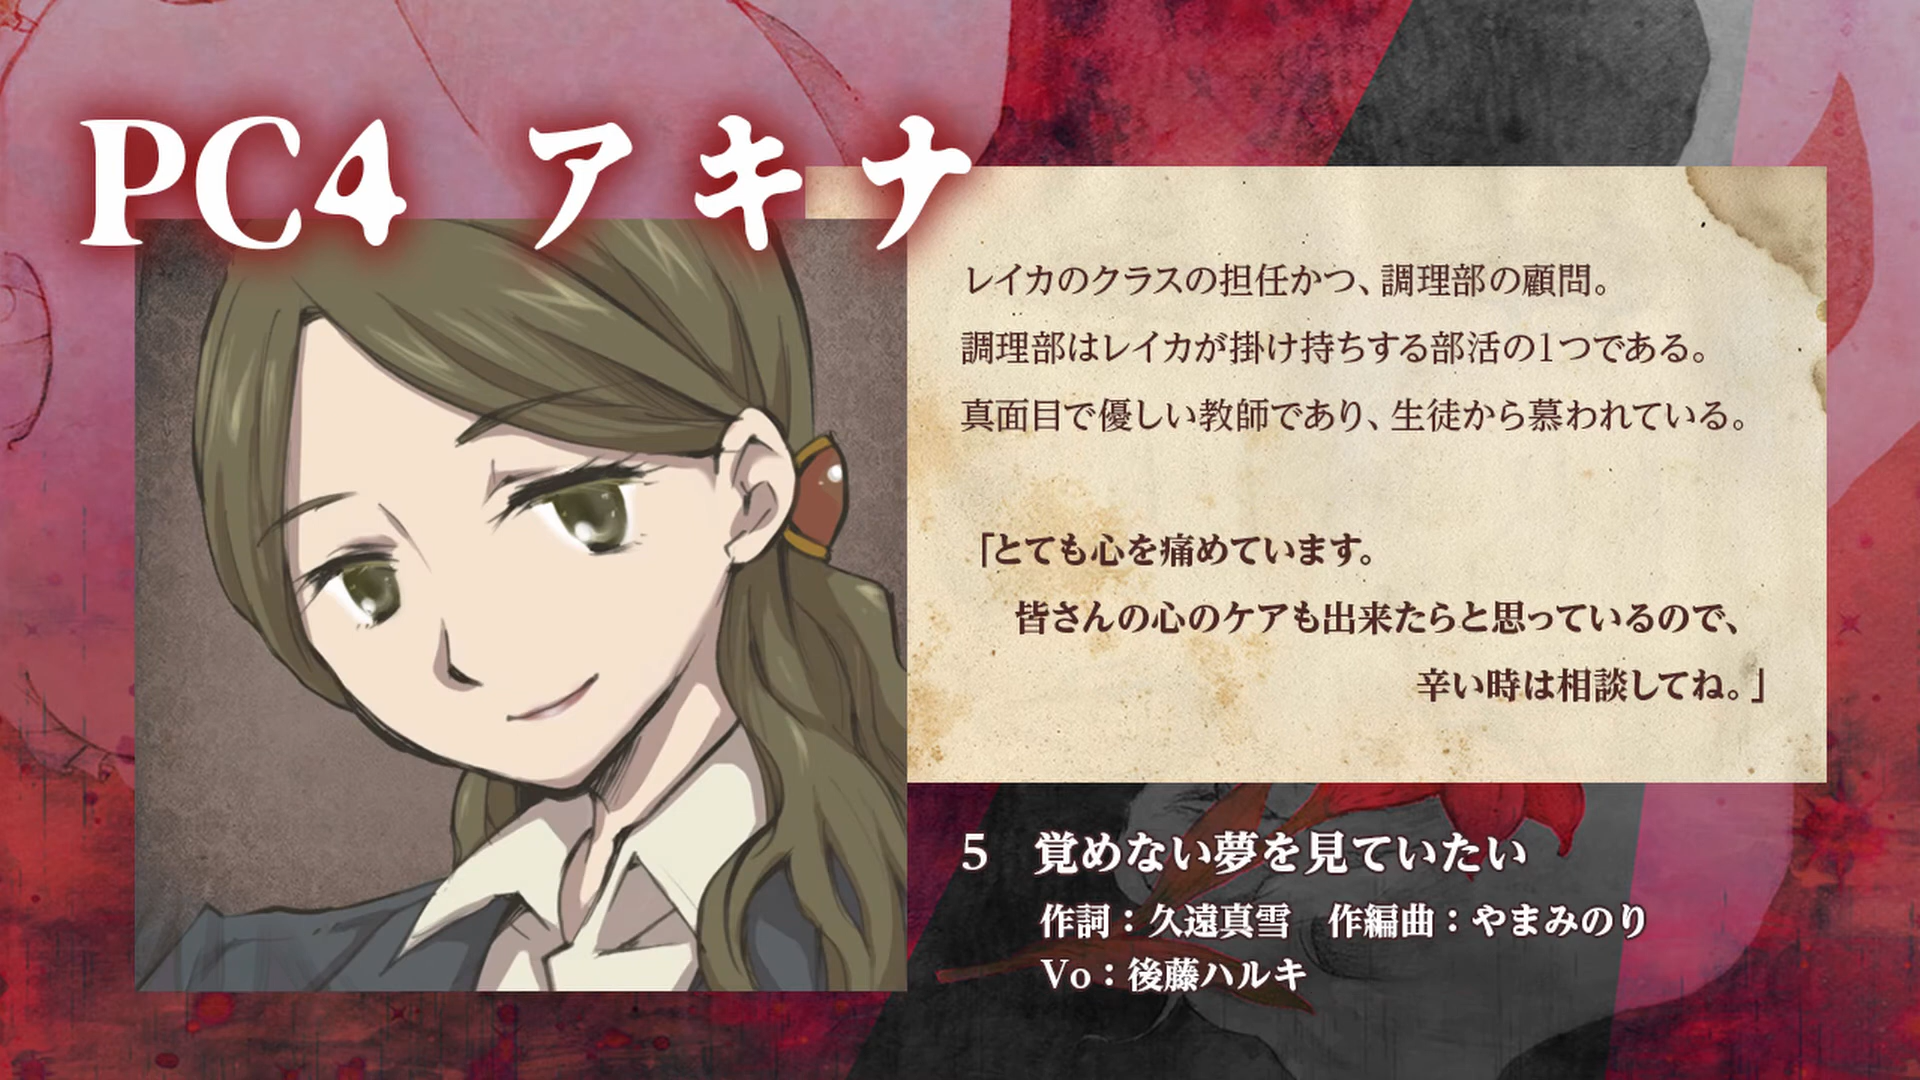 PC4 アキナ
レイカのクラスの担任かつ、調理部の顧問。
調理部はレイカが掛け持ちする部活の1つである。
真面目で優しい教師であり、生徒から慕われている。
「とても心を痛めています。
皆さんの心のケアも出来たらと思っているので、
辛い時は相談してね。」
5 覚めない夢を見ていたい
作詞：久遠真雪 作編曲：やまみのり
Vo：後藤ハルキ